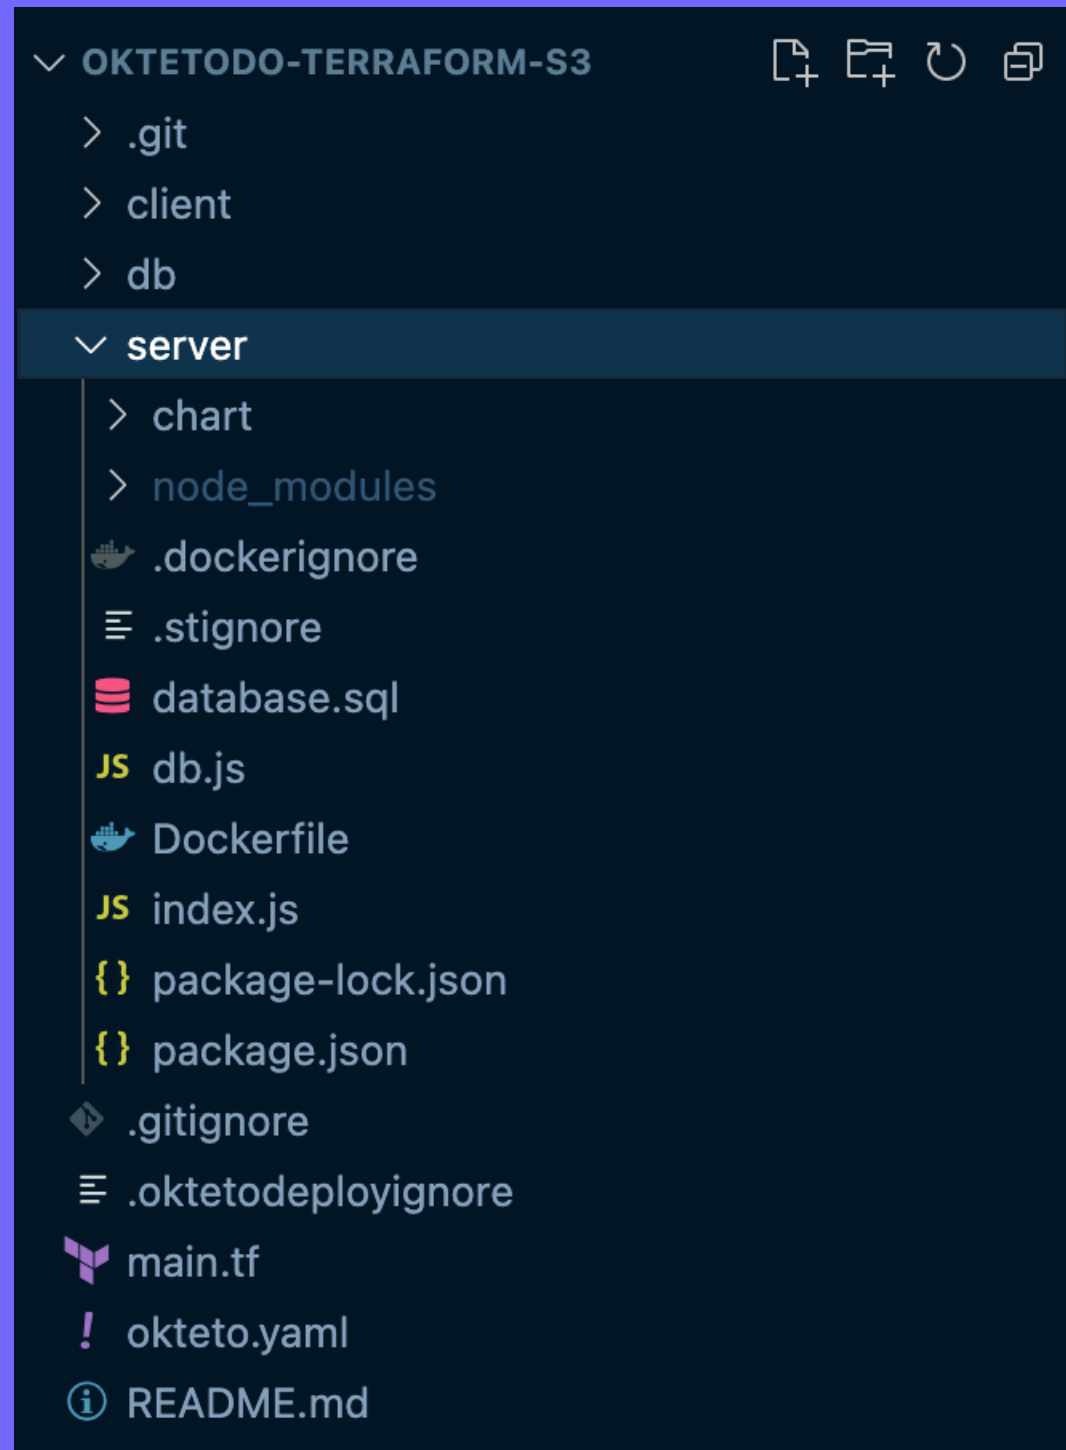 OKTETODO-TERRAFORM-S3
.git
client
db
server
chart
node_modules
.dockerignore
.stignore
database.sql
JS db.js
Dockerfile
JS index.js
{} package-lock.json
{} package.json
.gitignore
.oktetodeployignore
main.tf
! okteto.yaml
README.md